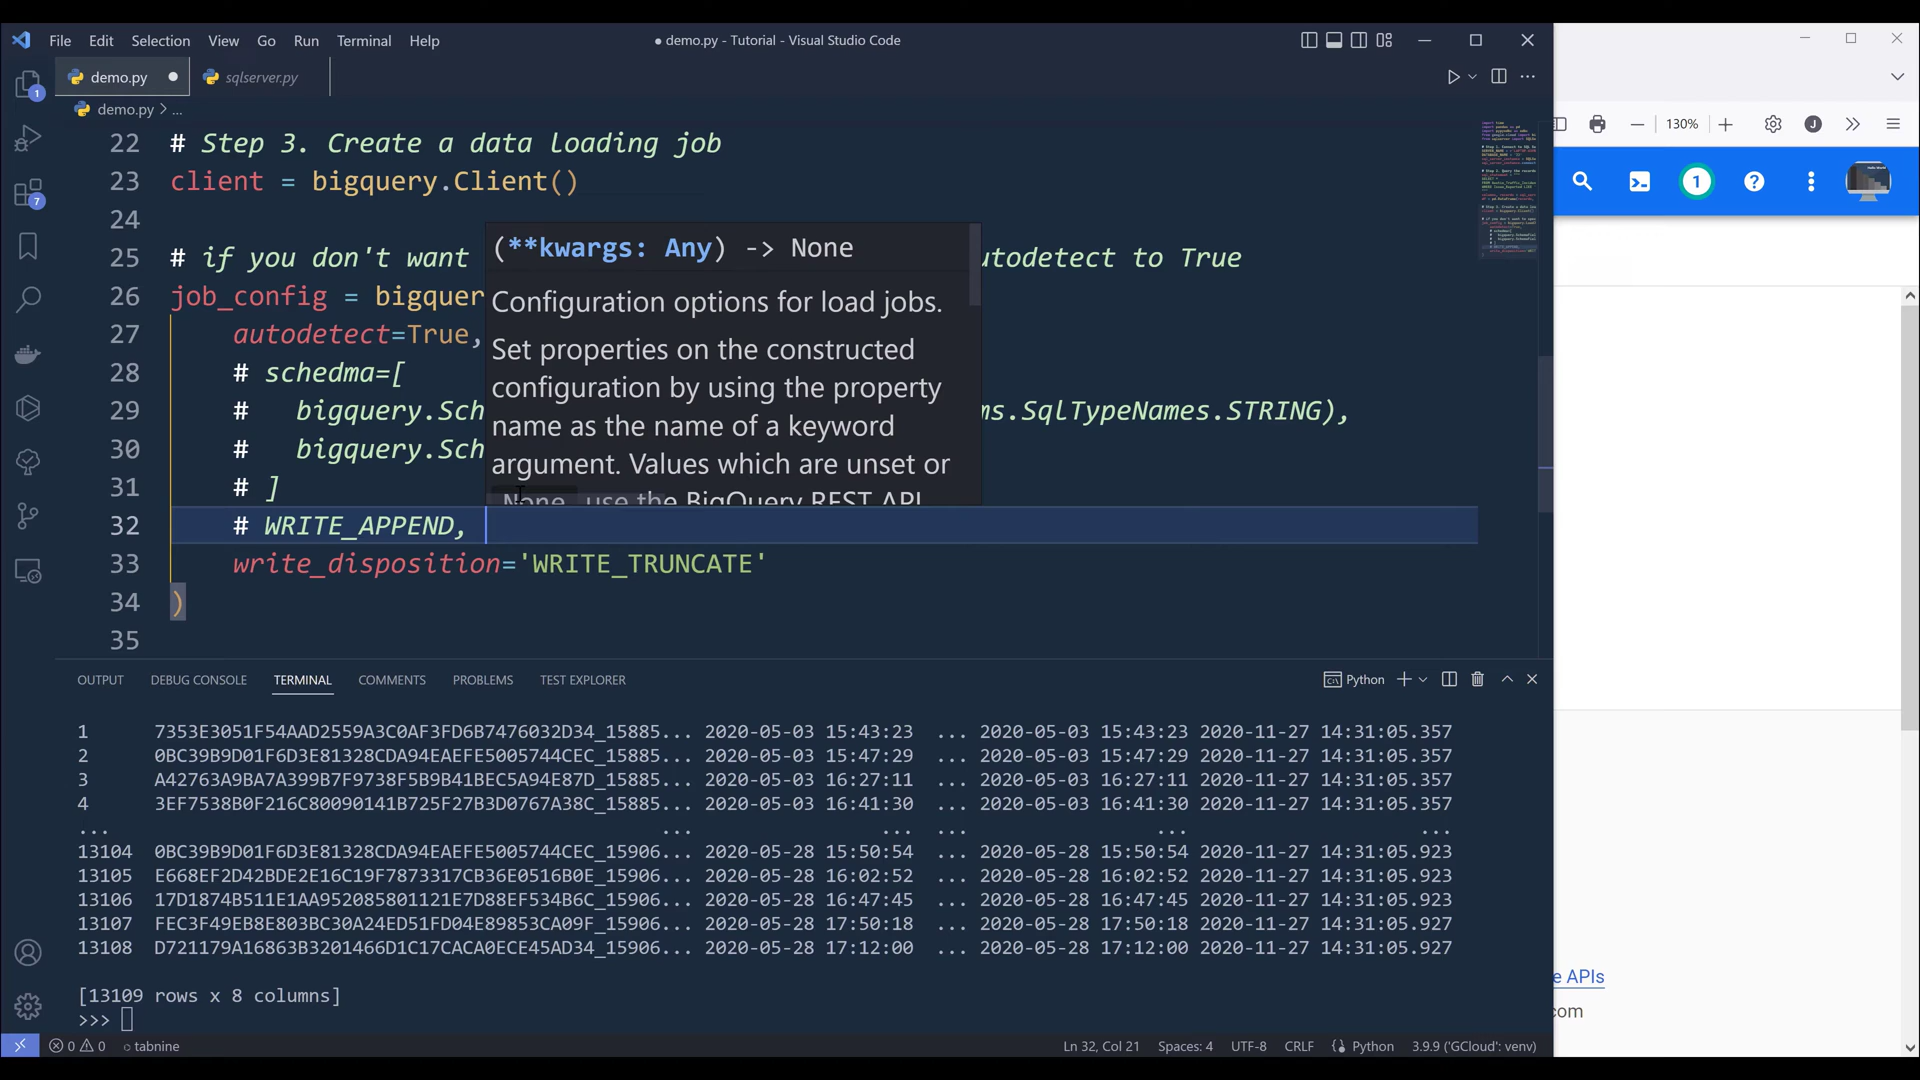 File Edit Selection View Go Run Terminal Help
● demo.py - Tutorial - Visual Studio Code
demo.py ● sqlserver.py
demo.py > ...
130%
J
1
7
1
22 # Step 3. Create a data loading job
23 client = bigquery.Client()
24
25 # if you don't want utodetect to True
26 job_config = bigquer
27 autodetect=True,
28 # schedma=[
29 # bigquery.Sch ms.SqlTypeNames.STRING),
30 # bigquery.Sch
31 # ]
32 # WRITE_APPEND,
33 write_disposition='WRITE_TRUNCATE'
34 )
35
(**kwargs: Any) -> None
Configuration options for load jobs.
Set properties on the constructed
configuration by using the property
name as the name of a keyword
argument. Values which are unset or
None use the BigQuery REST API
OUTPUT DEBUG CONSOLE TERMINAL COMMENTS PROBLEMS TEST EXPLORER
Python
1 7353E3051F54AAD2559A3C0AF3FD6B7476032D34_15885... 2020-05-03 15:43:23 ... 2020-05-03 15:43:23 2020-11-27 14:31:05.357
2 0BC39B9D01F6D3E81328CDA94EAEFE5005744CEC_15885... 2020-05-03 15:47:29 ... 2020-05-03 15:47:29 2020-11-27 14:31:05.357
3 A42763A9BA7A399B7F9738F5B9B41BEC5A94E87D_15885... 2020-05-03 16:27:11 ... 2020-05-03 16:27:11 2020-11-27 14:31:05.357
4 3EF7538B0F216C80090141B725F27B3D0767A38C_15885... 2020-05-03 16:41:30 ... 2020-05-03 16:41:30 2020-11-27 14:31:05.357
... ... ... ... ... ...
13104 0BC39B9D01F6D3E81328CDA94EAEFE5005744CEC_15906... 2020-05-28 15:50:54 ... 2020-05-28 15:50:54 2020-11-27 14:31:05.923
13105 E668EF2D42BDE2E16C19F7873317CB36E0516B0E_15906... 2020-05-28 16:02:52 ... 2020-05-28 16:02:52 2020-11-27 14:31:05.923
13106 17D1874B511E1AA952085801121E7D88EF534B6C_15906... 2020-05-28 16:47:45 ... 2020-05-28 16:47:45 2020-11-27 14:31:05.923
13107 FEC3F49EB8E803BC30A24ED51FD04E89853CA09F_15906... 2020-05-28 17:50:18 ... 2020-05-28 17:50:18 2020-11-27 14:31:05.927
13108 D721179A16863B3201466D1C17CACA0ECE45AD34_15906... 2020-05-28 17:12:00 ... 2020-05-28 17:12:00 2020-11-27 14:31:05.927
[13109 rows x 8 columns]
>>>
e APIs
com
0 0 tabnine Ln 32, Col 21 Spaces: 4 UTF-8 CRLF Python 3.9.9 ('GCloud': venv)